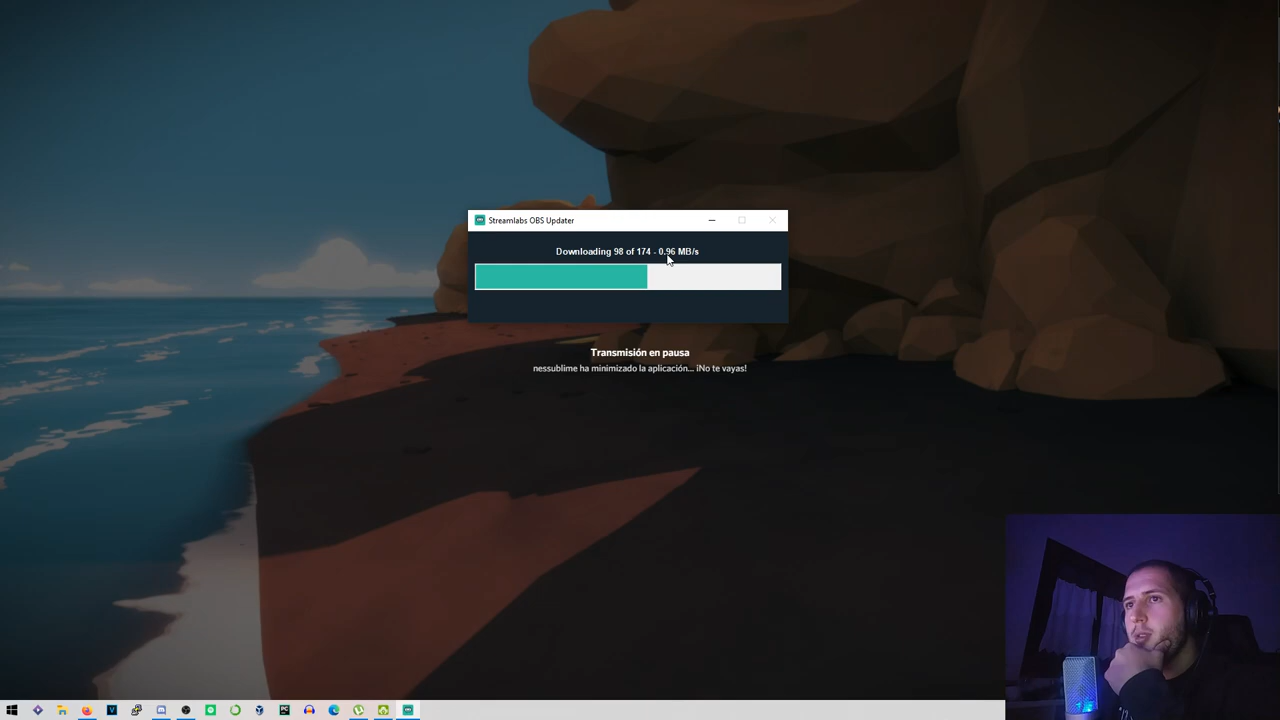 Streamlabs OBS Updater
Downloading 98 of 174 - 0.96 MB/s
Transmisión en pausa
nessublime ha minimizado la aplicación... ¡No te vayas!